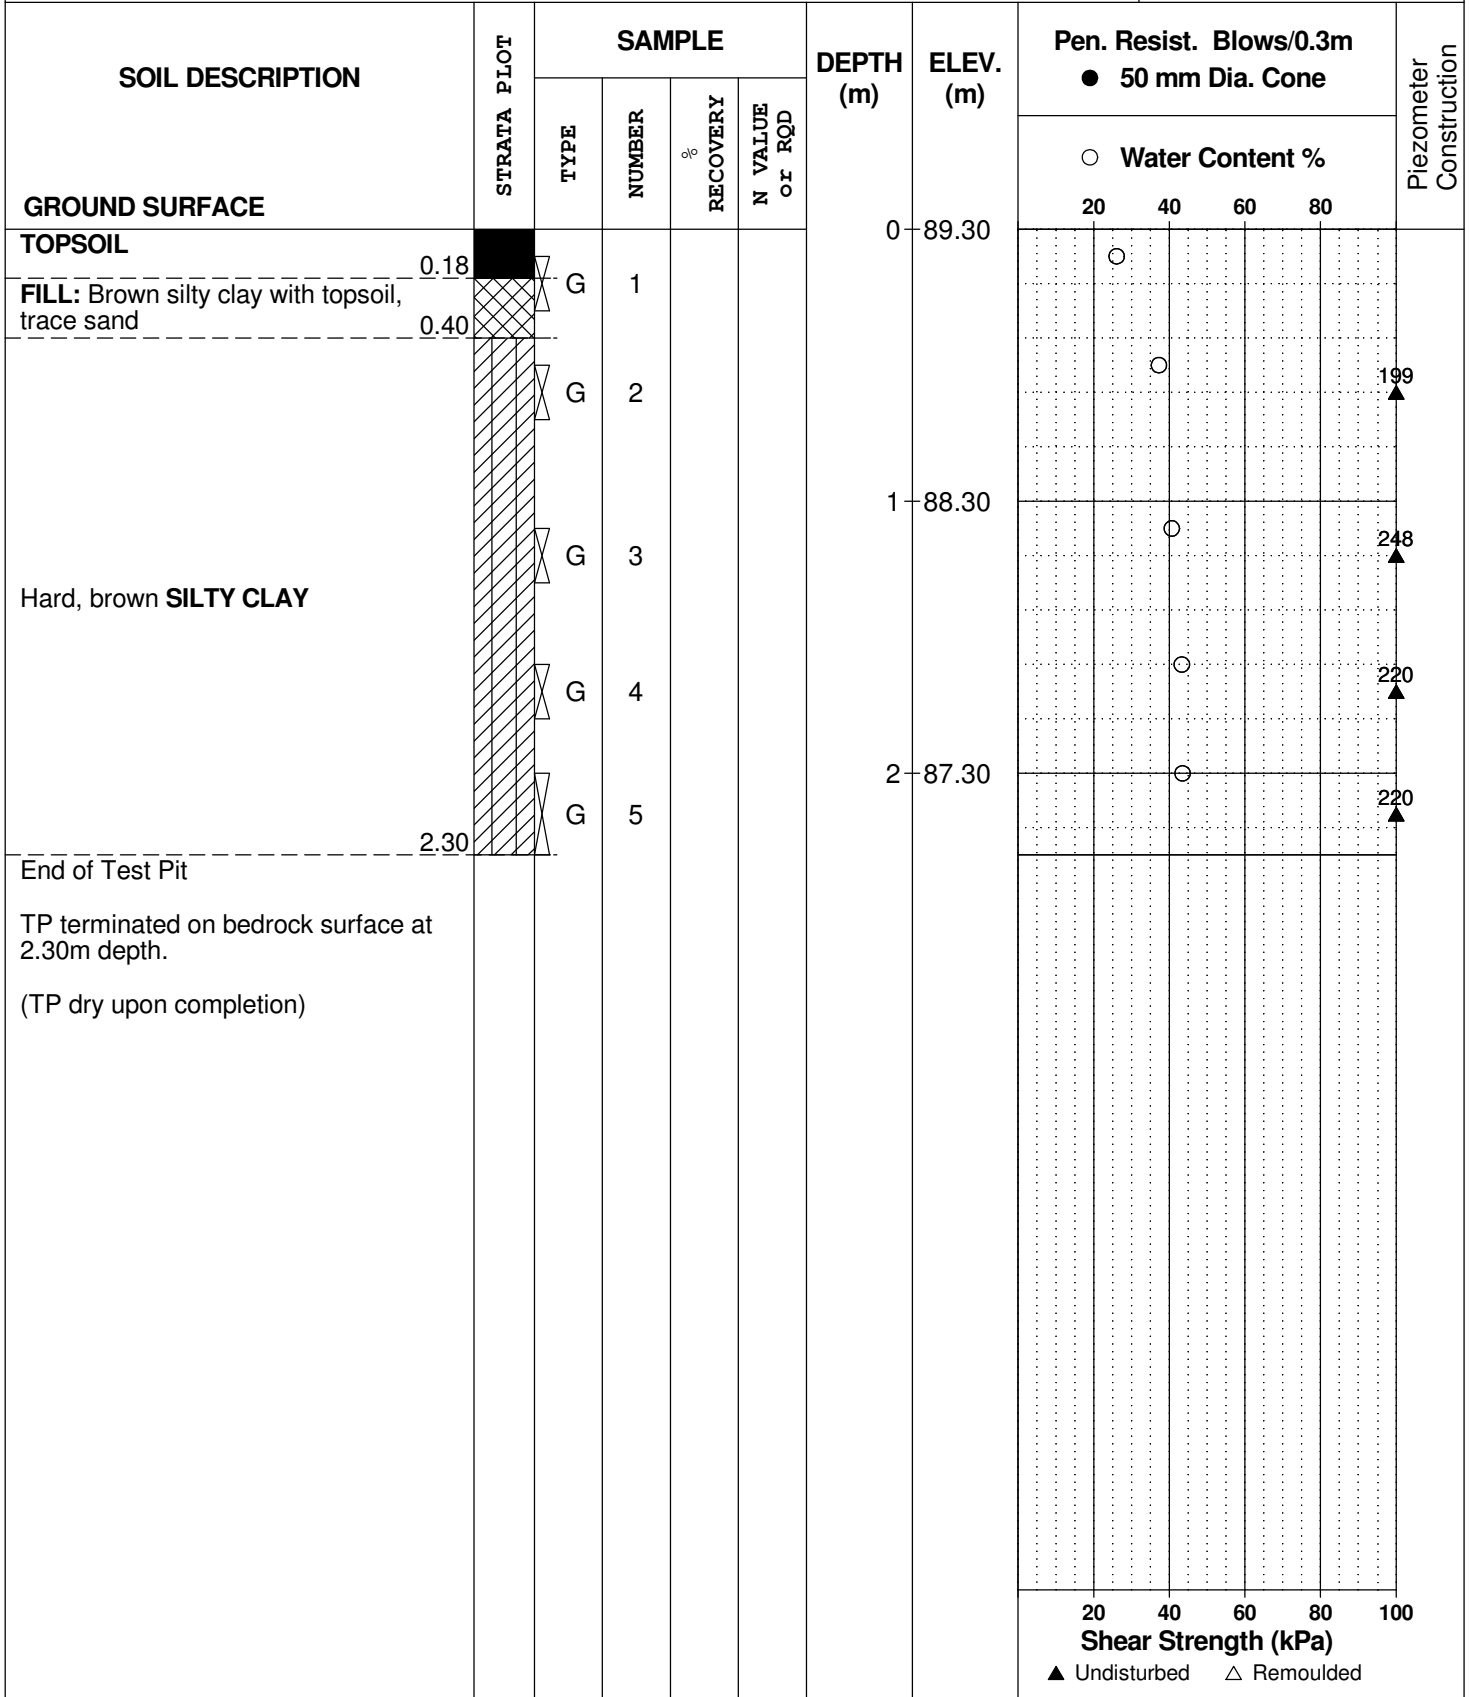 SOIL DESCRIPTION
GROUND SURFACE
STRATA PLOT
SAMPLE
TYPE
NUMBER
%
RECOVERY
N VALUE
or RQD
DEPTH
(m)
ELEV.
(m)
Pen. Resist. Blows/0.3m
● 50 mm Dia. Cone
○ Water Content %
20 40 60 80
Piezometer
Construction
0 89.30
TOPSOIL
0.18
FILL: Brown silty clay with topsoil,
trace sand
0.40
G 1
G 2
199
1 88.30
G 3
248
Hard, brown SILTY CLAY
G 4
220
2 87.30
G 5
220
2.30
End of Test Pit
TP terminated on bedrock surface at
2.30m depth.
(TP dry upon completion)
20 40 60 80 100
Shear Strength (kPa)
▲ Undisturbed △ Remoulded